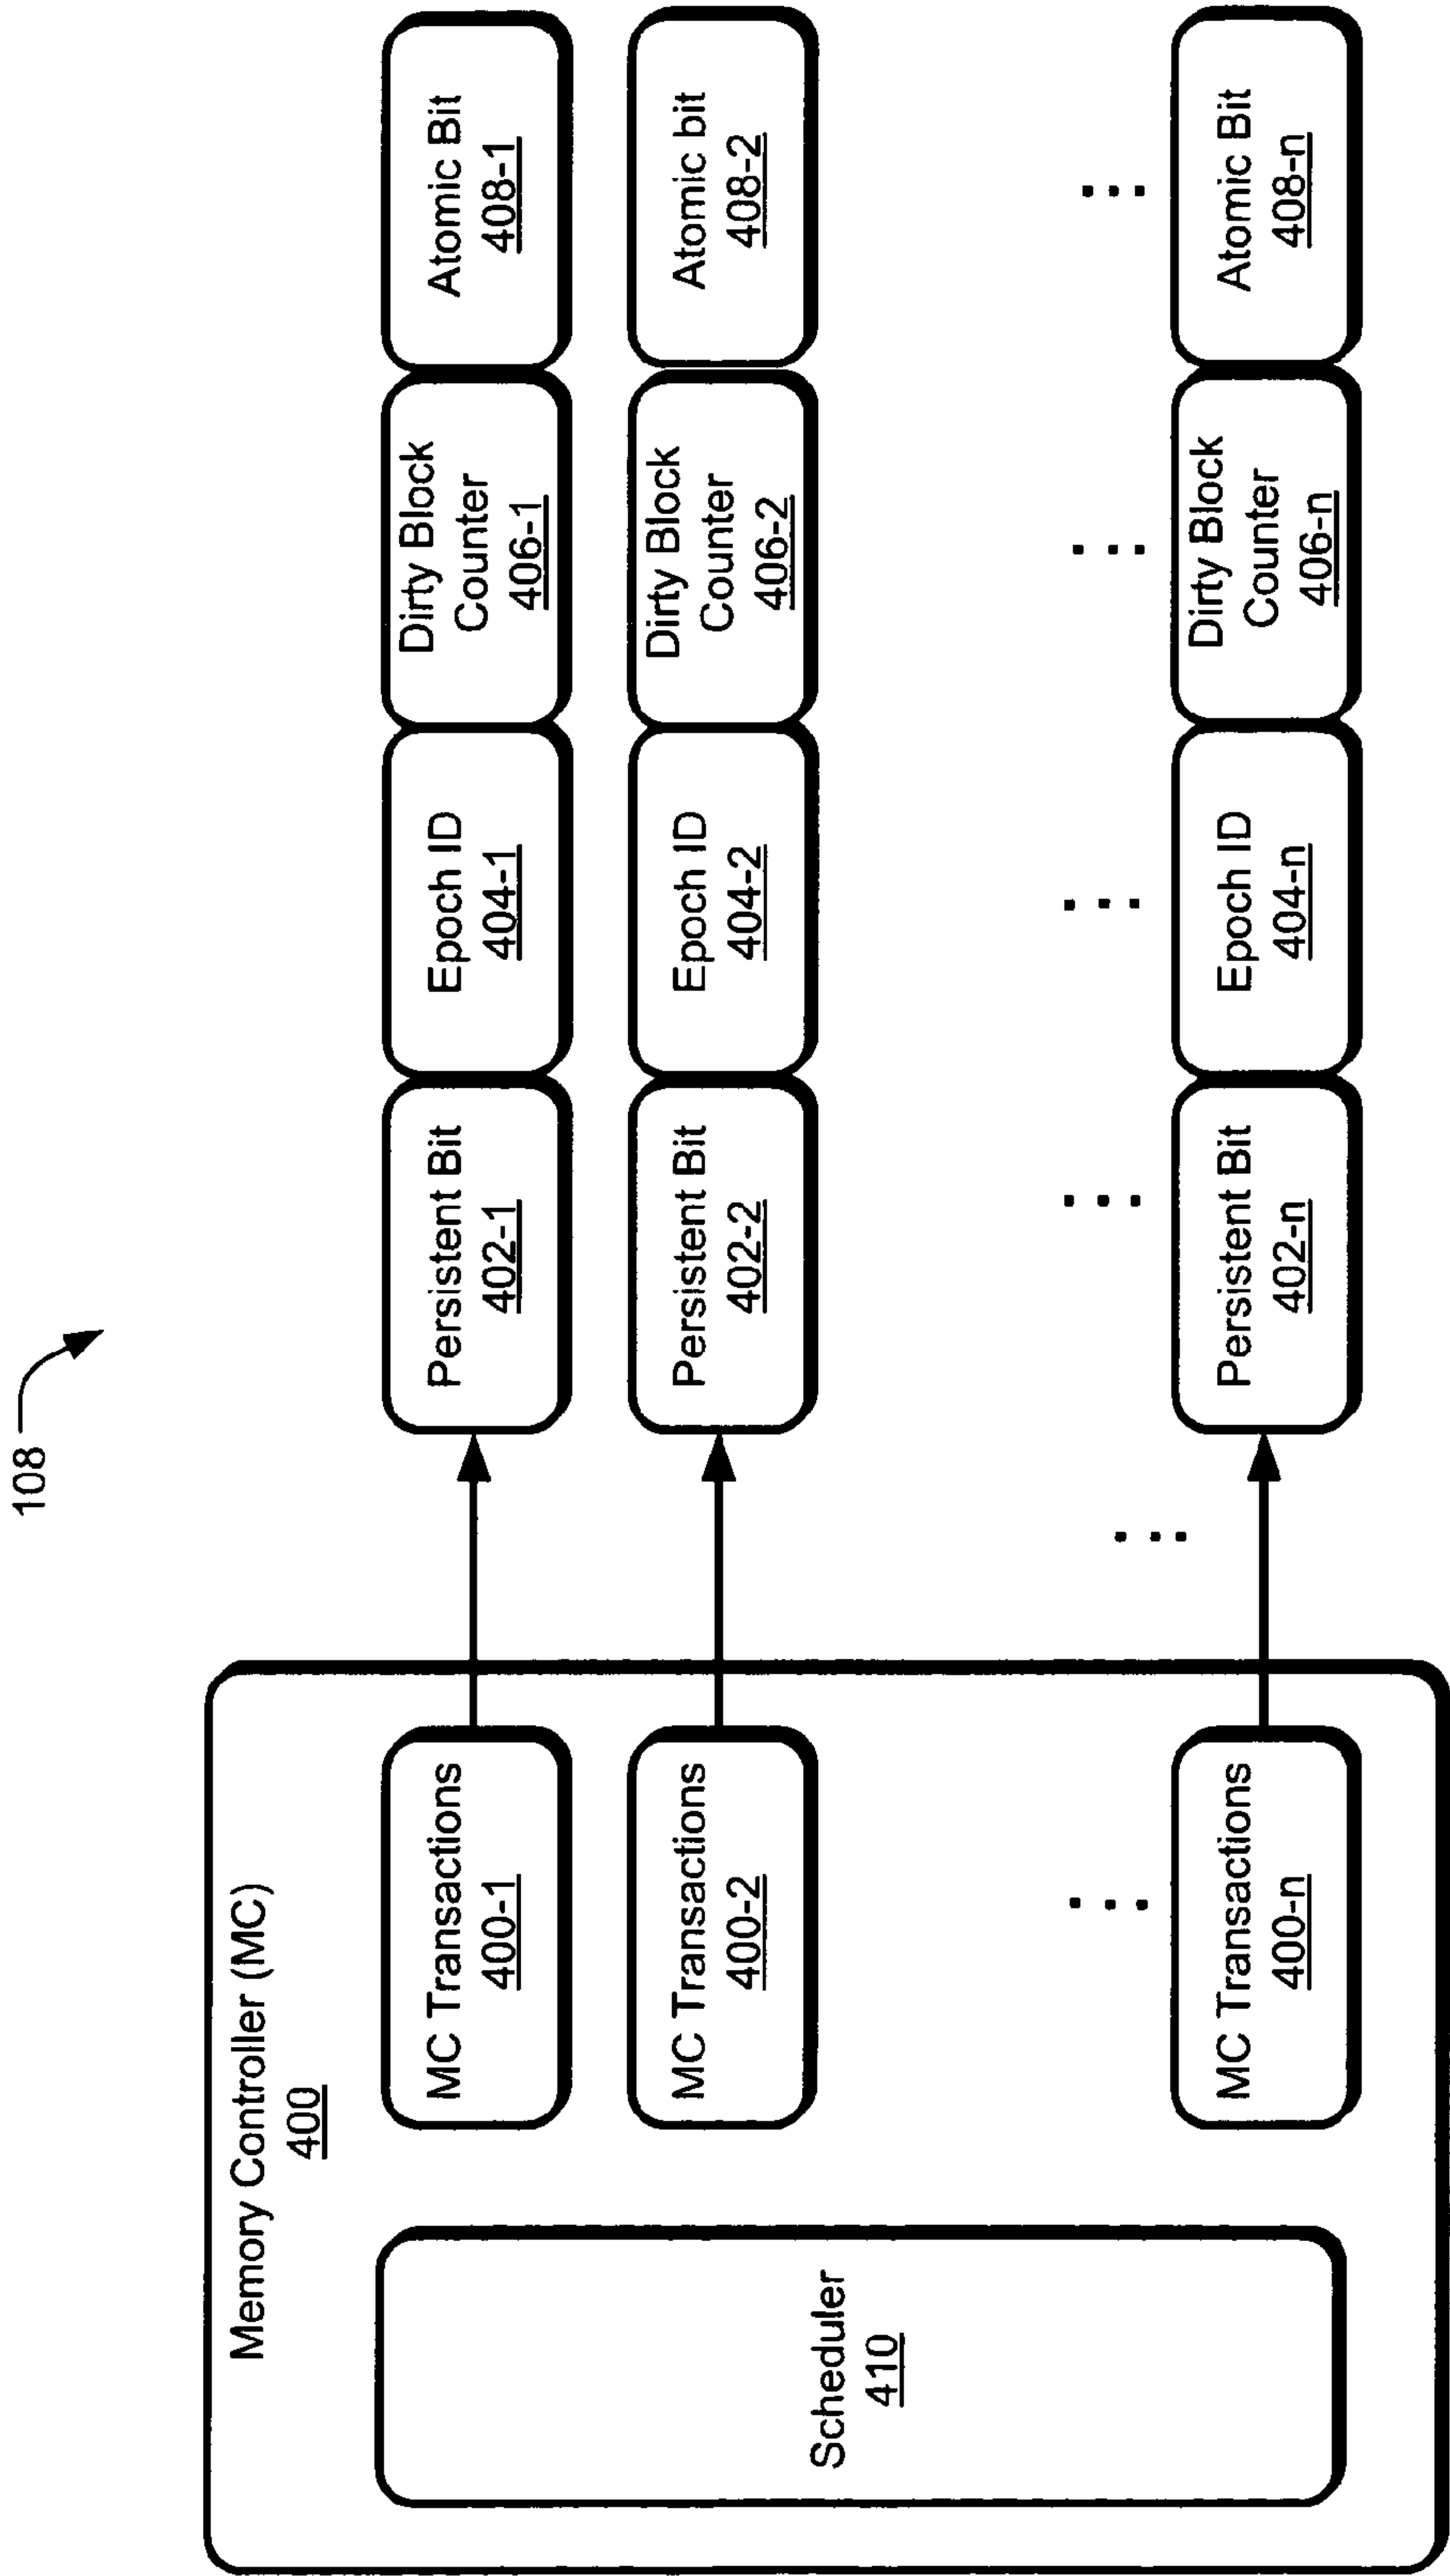 108
Memory Controller (MC)
400
Scheduler
410
MC Transactions
400-1
Persistent Bit
402-1
Epoch ID
404-1
Dirty Block
Counter
406-1
Atomic Bit
408-1
MC Transactions
400-2
Persistent Bit
402-2
Epoch ID
404-2
Dirty Block
Counter
406-2
Atomic bit
408-2
MC Transactions
400-n
Persistent Bit
402-n
Epoch ID
404-n
Dirty Block
Counter
406-n
Atomic Bit
408-n